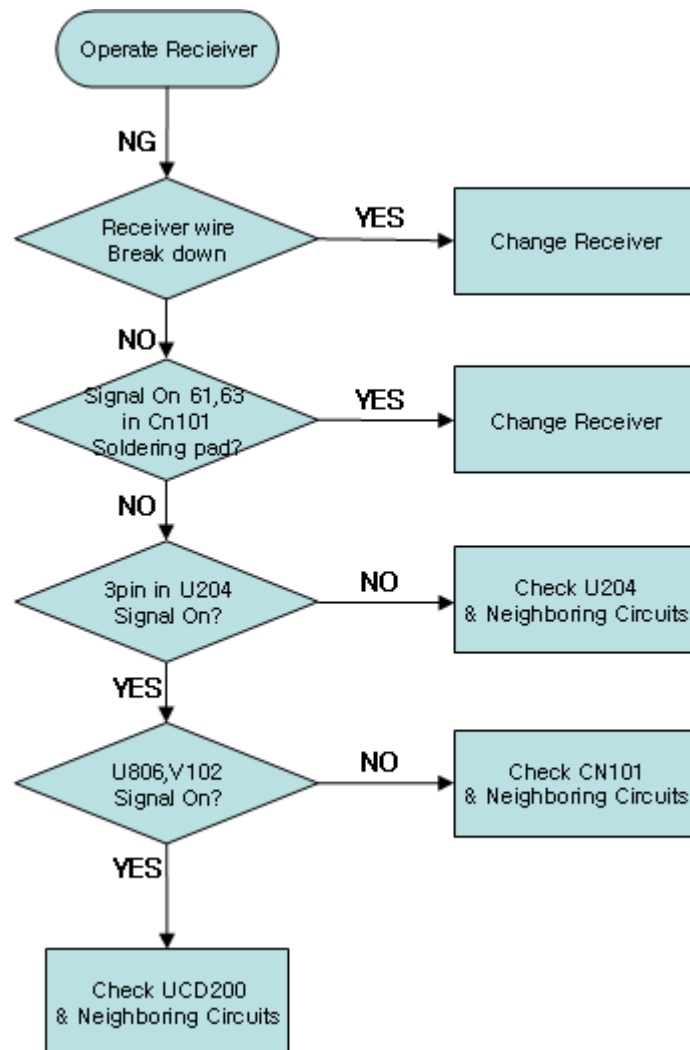 Operate Recieiver
NG
Receiver wire
Break down
YES
Change Receiver
NO
Signal On 61,63
in Cn101
Soldering pad?
YES
Change Receiver
NO
3pin in U204
Signal On?
NO
Check U204
& Neighboring Circuits
YES
U806,V102
Signal On?
NO
Check CN101
& Neighboring Circuits
YES
Check UCD200
& Neighboring Circuits